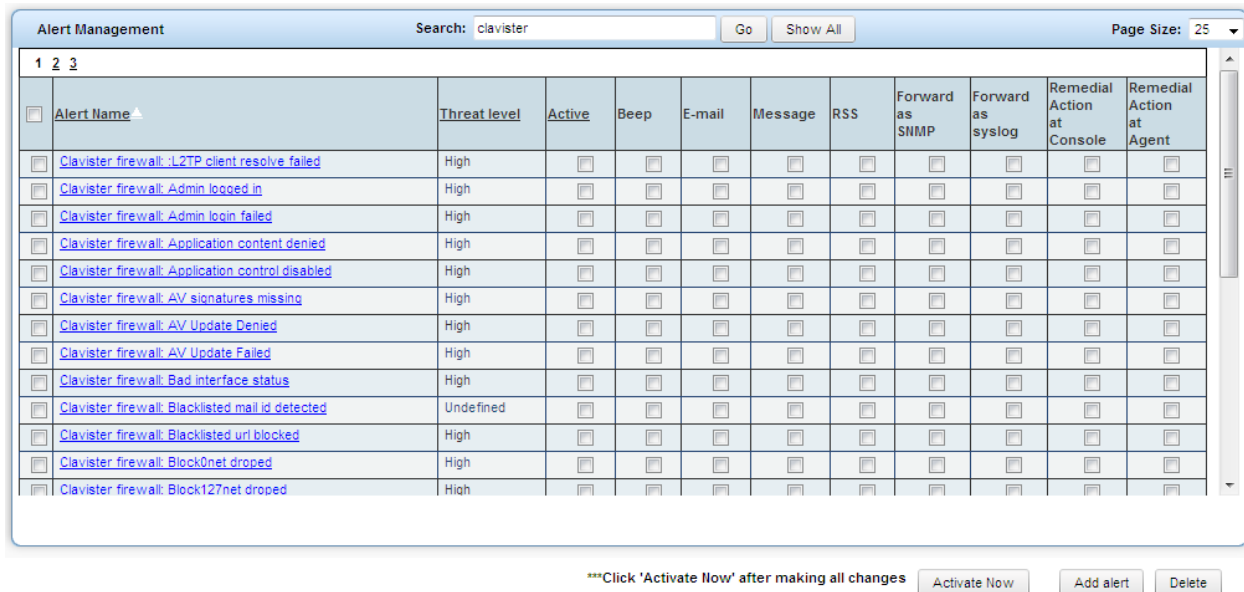 Alert Management Search: clavister Go Show All Page Size: 25
1 2 3
Alert Name Threat level Active Beep E-mail Message RSS Forward as SNMP Forward as syslog Remedial Action at Console Remedial Action at Agent
Clavister firewall: :L2TP client resolve failed High
Clavister firewall: Admin logged in High
Clavister firewall: Admin login failed High
Clavister firewall: Application content denied High
Clavister firewall: Application control disabled High
Clavister firewall: AV signatures missing High
Clavister firewall: AV Update Denied High
Clavister firewall: AV Update Failed High
Clavister firewall: Bad interface status High
Clavister firewall: Blacklisted mail id detected Undefined
Clavister firewall: Blacklisted url blocked High
Clavister firewall: Block0net droped High
Clavister firewall: Block127net droped High
***Click 'Activate Now' after making all changes Activate Now Add alert Delete